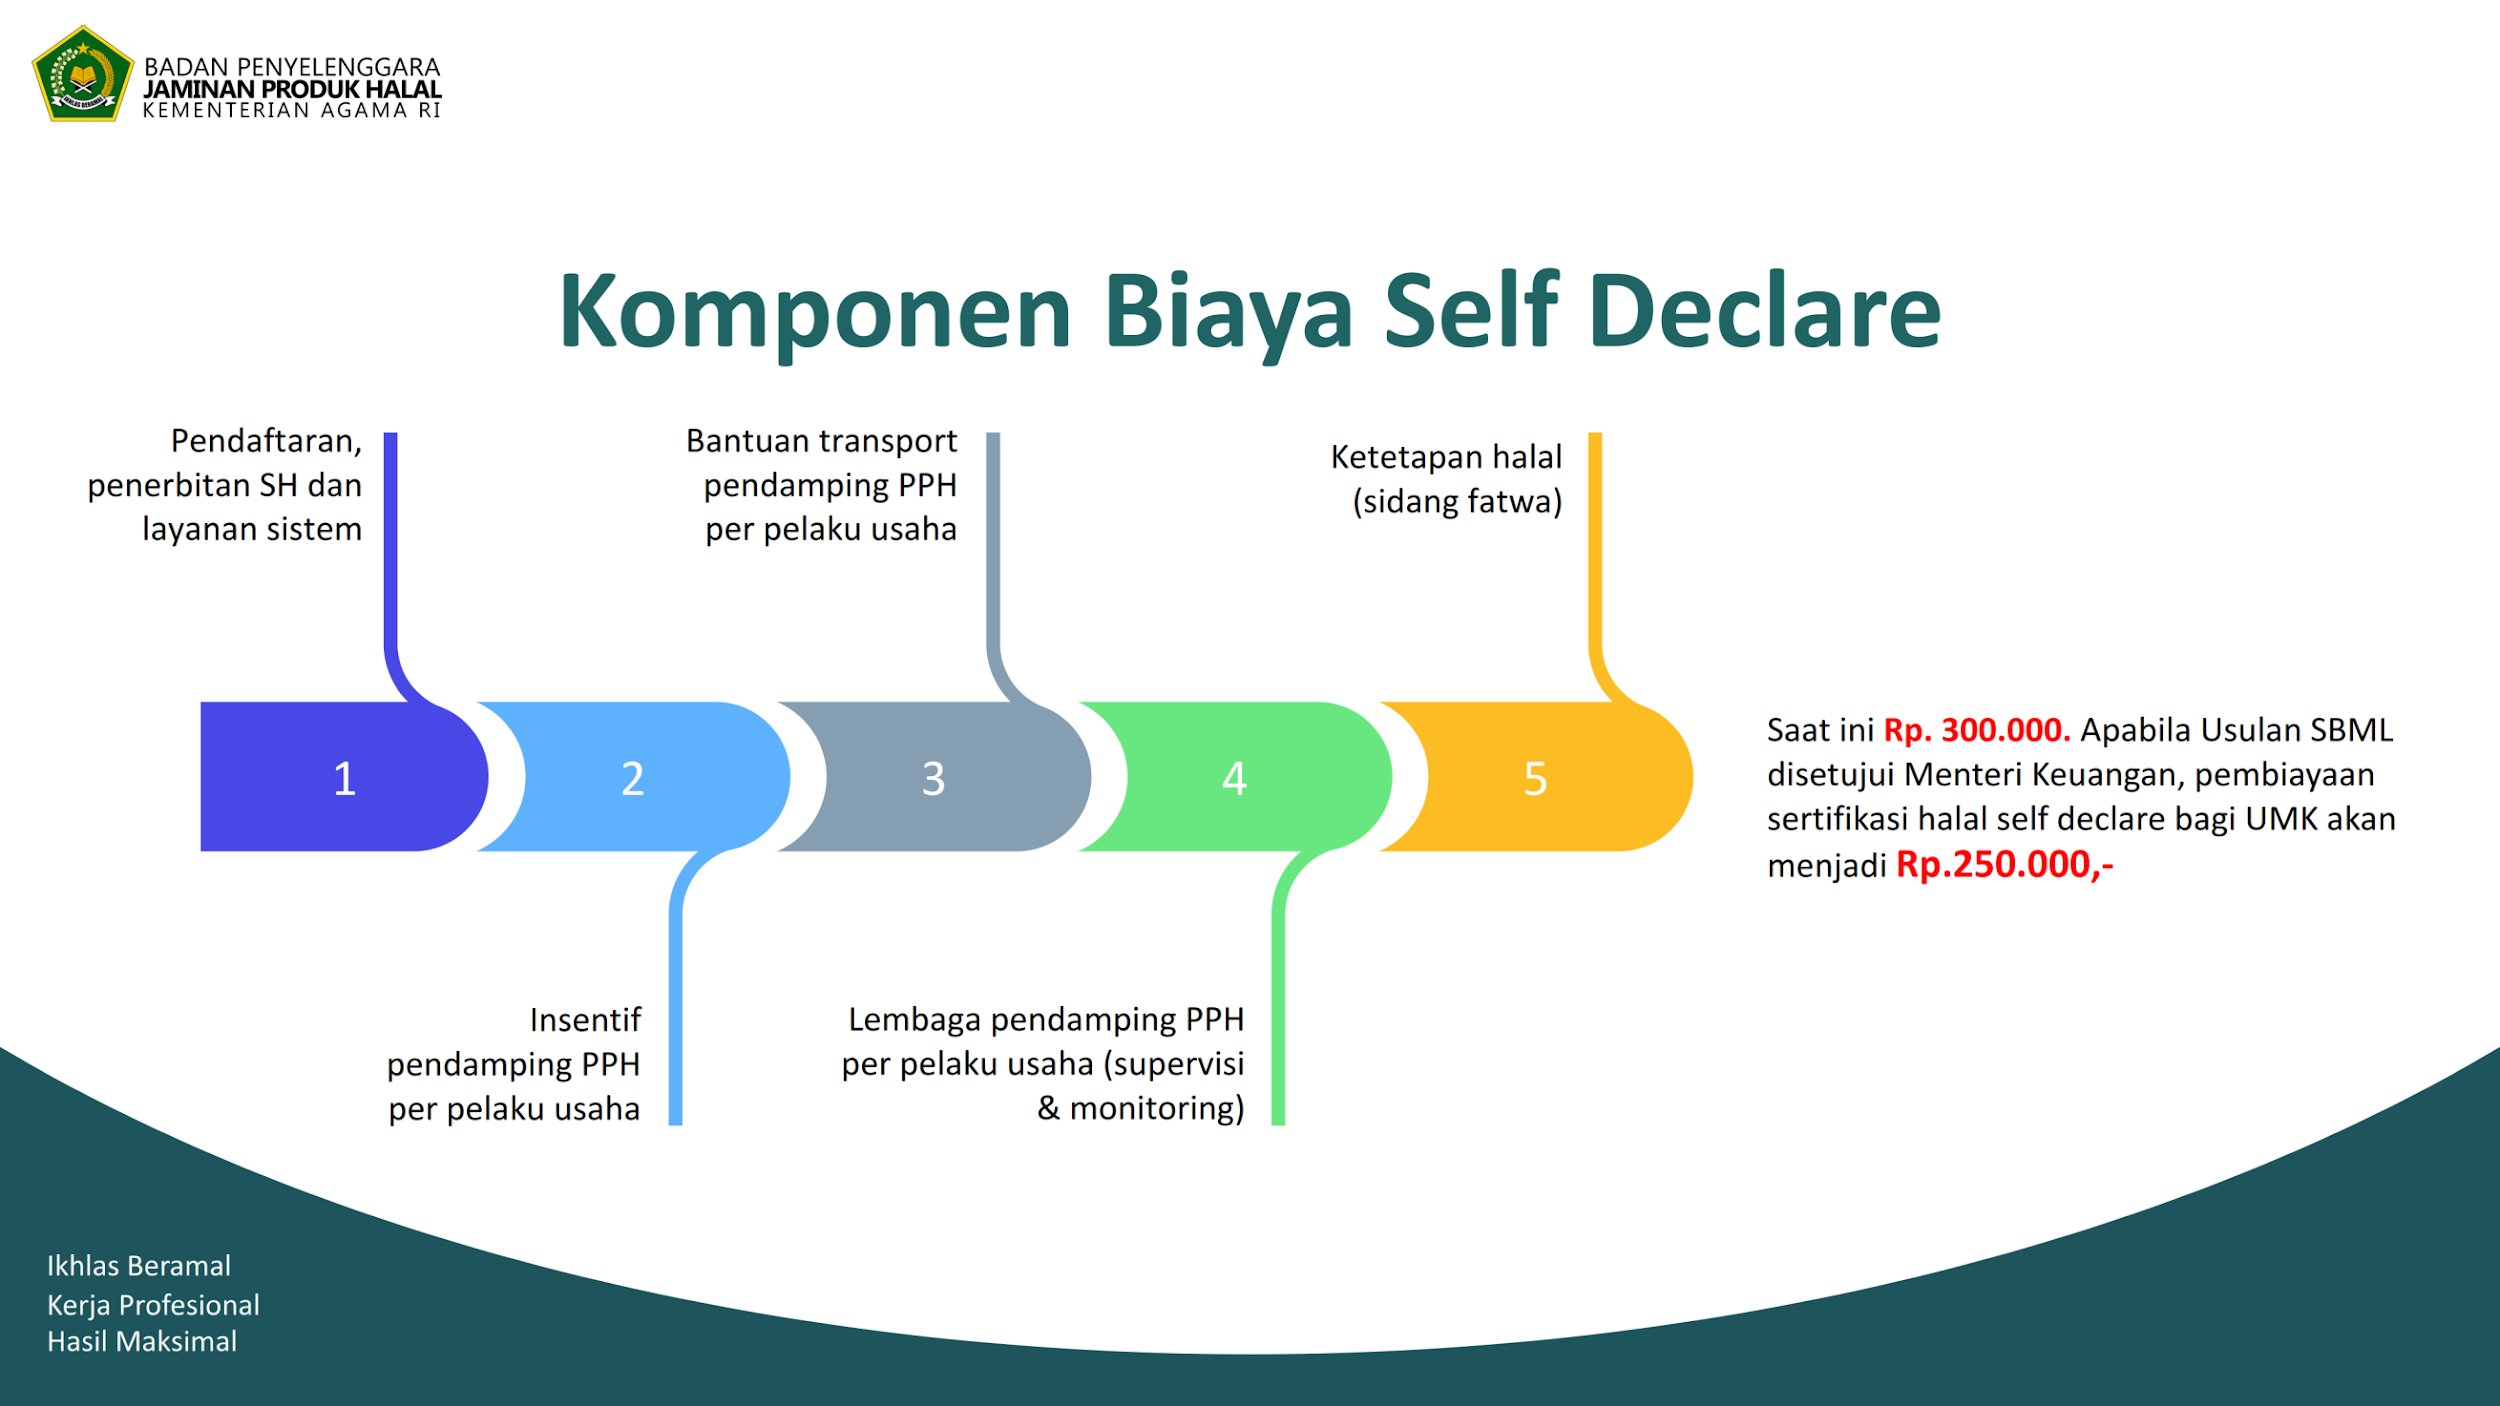 BADAN PENYELENGGARA
JAMINAN PRODUK HALAL
KEMENTERIAN AGAMA RI
IKHLAS BERAMAL
Komponen Biaya Self Declare
Pendaftaran,
penerbitan SH dan
layanan sistem
Bantuan transport
pendamping PPH
per pelaku usaha
Ketetapan halal
(sidang fatwa)
1
2
3
4
5
Saat ini Rp. 300.000. Apabila Usulan SBML
disetujui Menteri Keuangan, pembiayaan
sertifikasi halal self declare bagi UMK akan
menjadi Rp.250.000,-
Insentif
pendamping PPH
per pelaku usaha
Lembaga pendamping PPH
per pelaku usaha (supervisi
& monitoring)
Ikhlas Beramal
Kerja Profesional
Hasil Maksimal